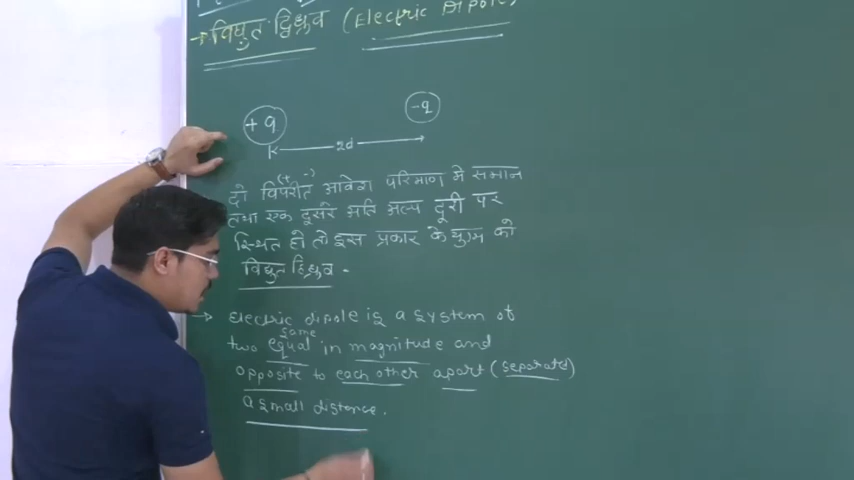 → विद्युत द्विध्रुव (Electric Dipole)
+q -q
2d
(+ -)
दो विपरीत आवेग परिमाण मे समान
तथा एक दूसरे अति अल्प दूरी पर
स्थित हो तो इस प्रकार के युग्म को
विद्युत द्विध्रुव .
→ Electric dipole is a system of
same
two equal in magnitude and
opposite to each other apart (separated)
a small distance.